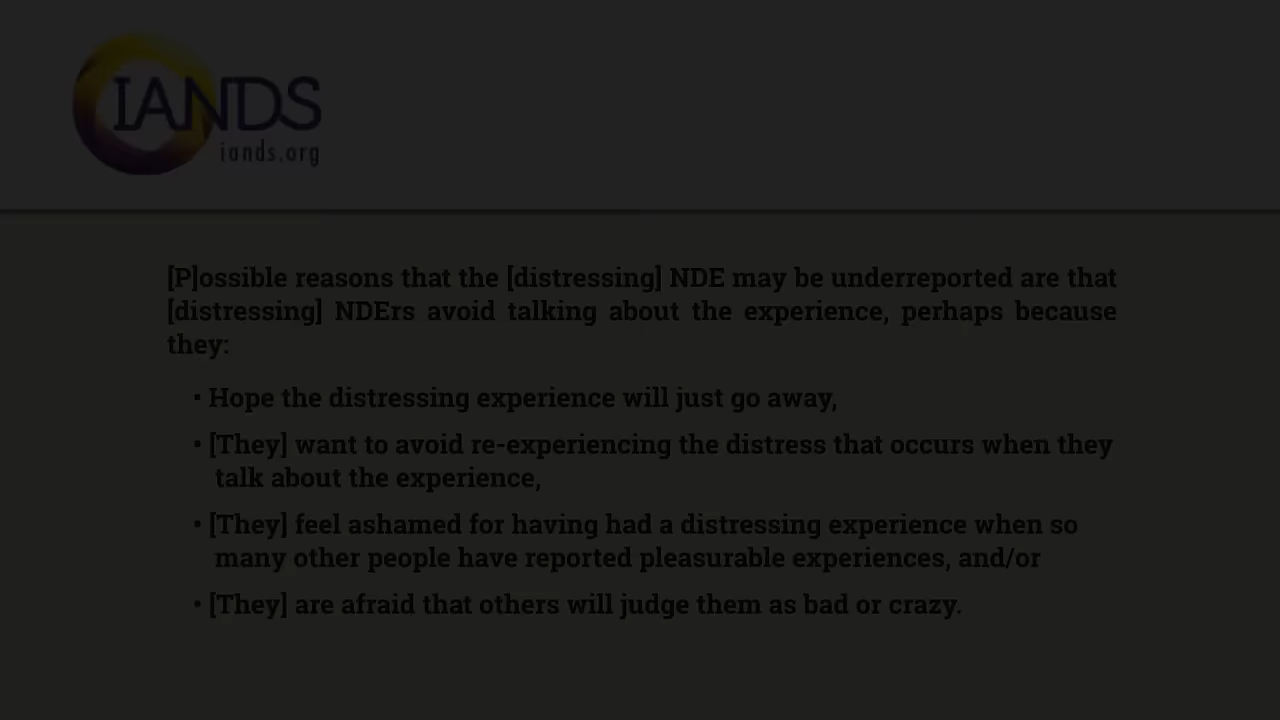 IANDS
iands.org
[P]ossible reasons that the [distressing] NDE may be underreported are that
[distressing] NDErs avoid talking about the experience, perhaps because
they:
• Hope the distressing experience will just go away,
• [They] want to avoid re-experiencing the distress that occurs when they
talk about the experience,
• [They] feel ashamed for having had a distressing experience when so
many other people have reported pleasurable experiences, and/or
• [They] are afraid that others will judge them as bad or crazy.